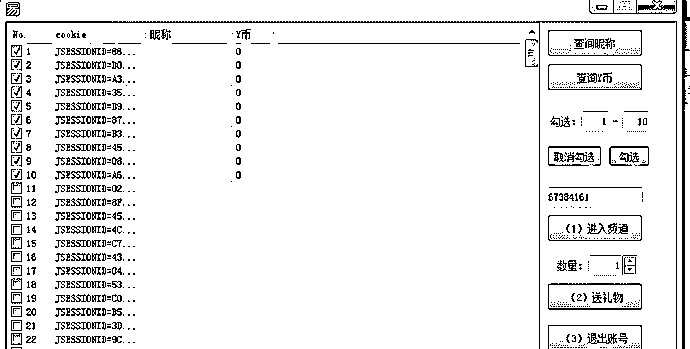 No. cookie 昵称 Y币
1 JSESSIONID=68... 0
2 JSESSIONID=D0... 0
3 JSESSIONID=A3... 0
4 JSESSIONID=35... 0
5 JSESSIONID=B9... 0
6 JSESSIONID=87... 0
7 JSESSIONID=B3... 0
8 JSESSIONID=45... 0
9 JSESSIONID=08... 0
10 JSESSIONID=A6... 0
11 JSESSIONID=02...
12 JSESSIONID=8F...
13 JSESSIONID=45...
14 JSESSIONID=4C...
15 JSESSIONID=C7...
16 JSESSIONID=43...
17 JSESSIONID=04...
18 JSESSIONID=53...
19 JSESSIONID=C0...
20 JSESSIONID=B5...
21 JSESSIONID=3D...
22 JSESSIONID=9C...
查询昵称
查询Y币
勾选: 1 - 10
取消勾选 勾选
67384161
(1) 进入频道
数量: 1
(2) 送礼物
(3) 退出账号